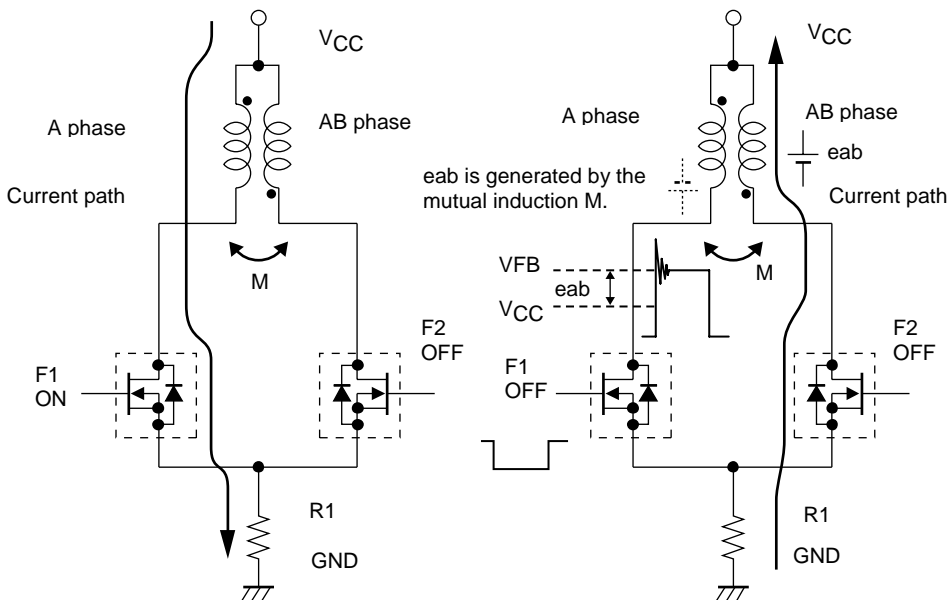 VCC
A phase
AB phase
Current path
M
F2
OFF
F1
ON
R1
GND
VCC
A phase
AB phase
eab
eab is generated by the
mutual induction M.
Current path
VFB
eab
VCC
M
F2
OFF
F1
OFF
R1
GND